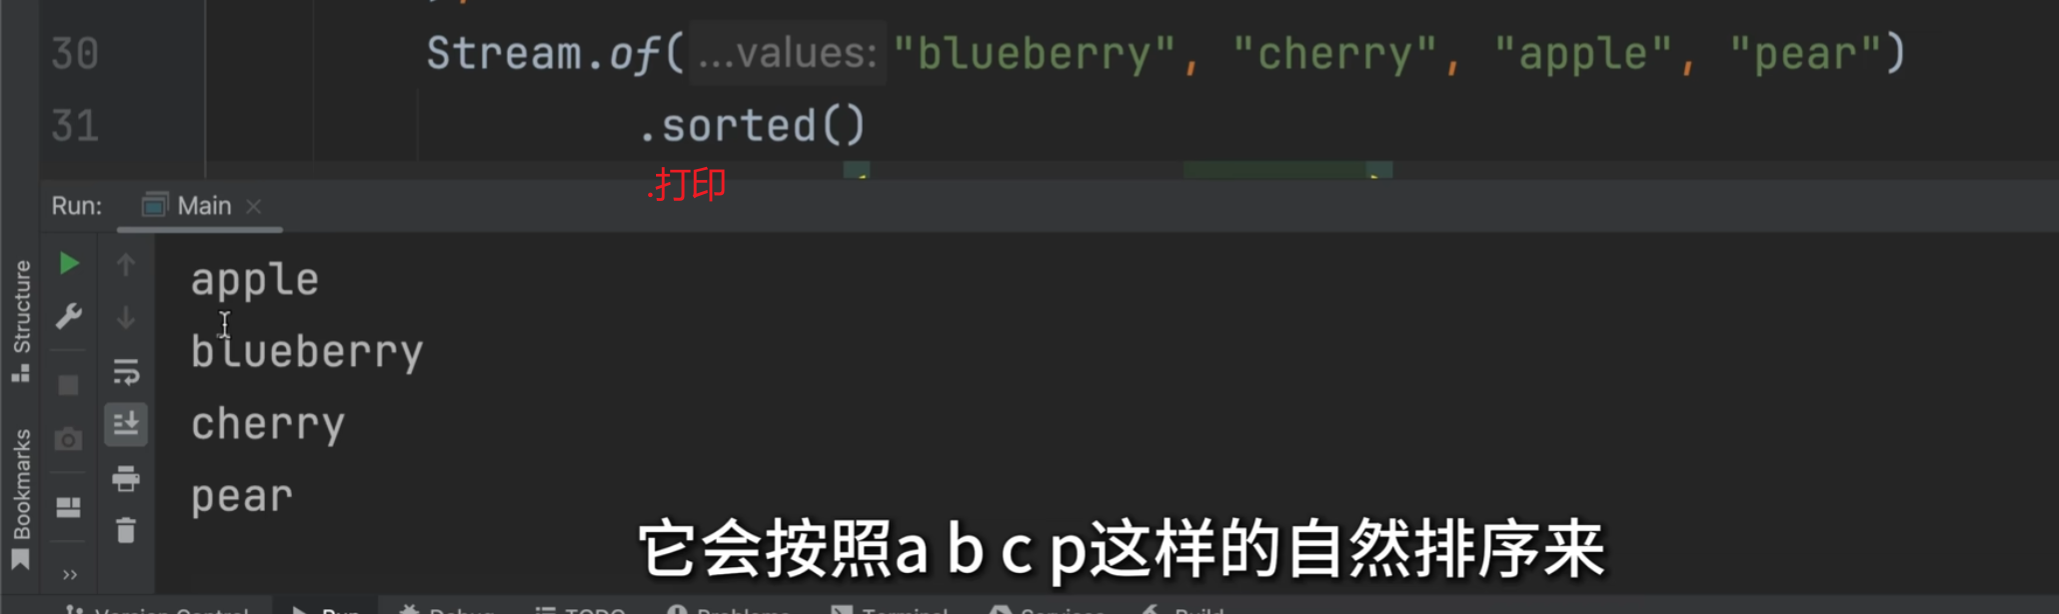 30 Stream.of( ...values: "blueberry", "cherry", "apple", "pear")
31 .sorted()
.打印
Run: Main
apple
blueberry
cherry
pear
Structure
Bookmarks
它会按照a b c p这样的自然排序来
Version Control Run Debug TODO Problems Terminal Services Build